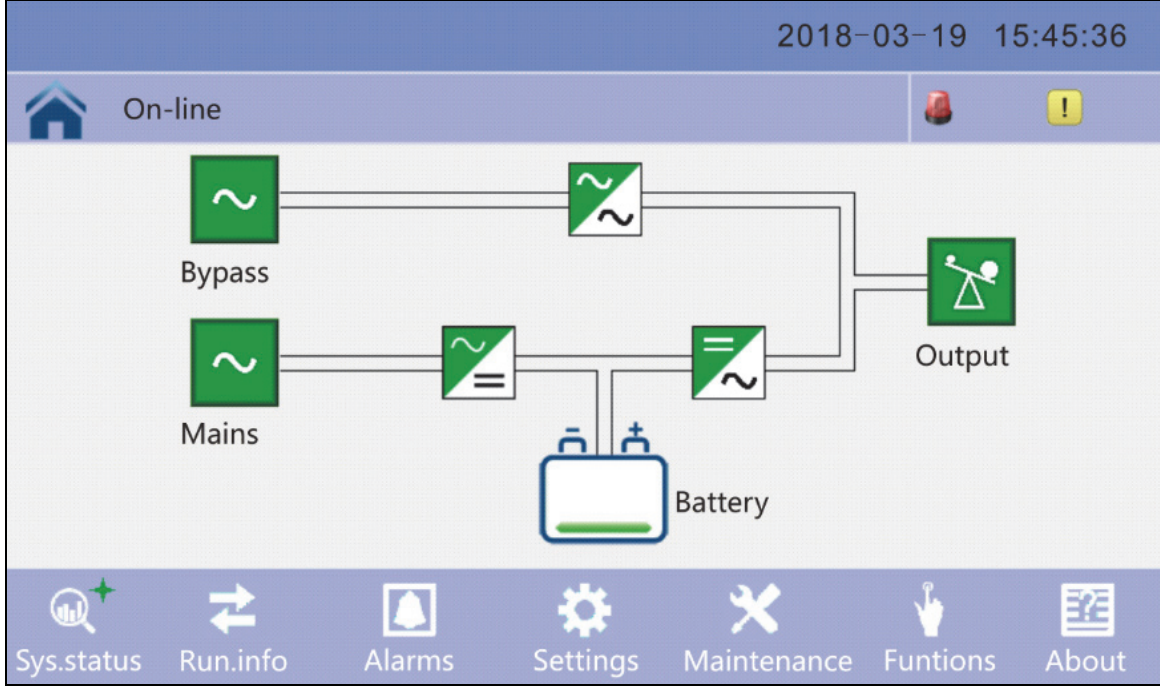 2018-03-19 15:45:36
On-line
!
Bypass
Mains
Output
- +
Battery
Sys.status Run.info Alarms Settings Maintenance Funtions About